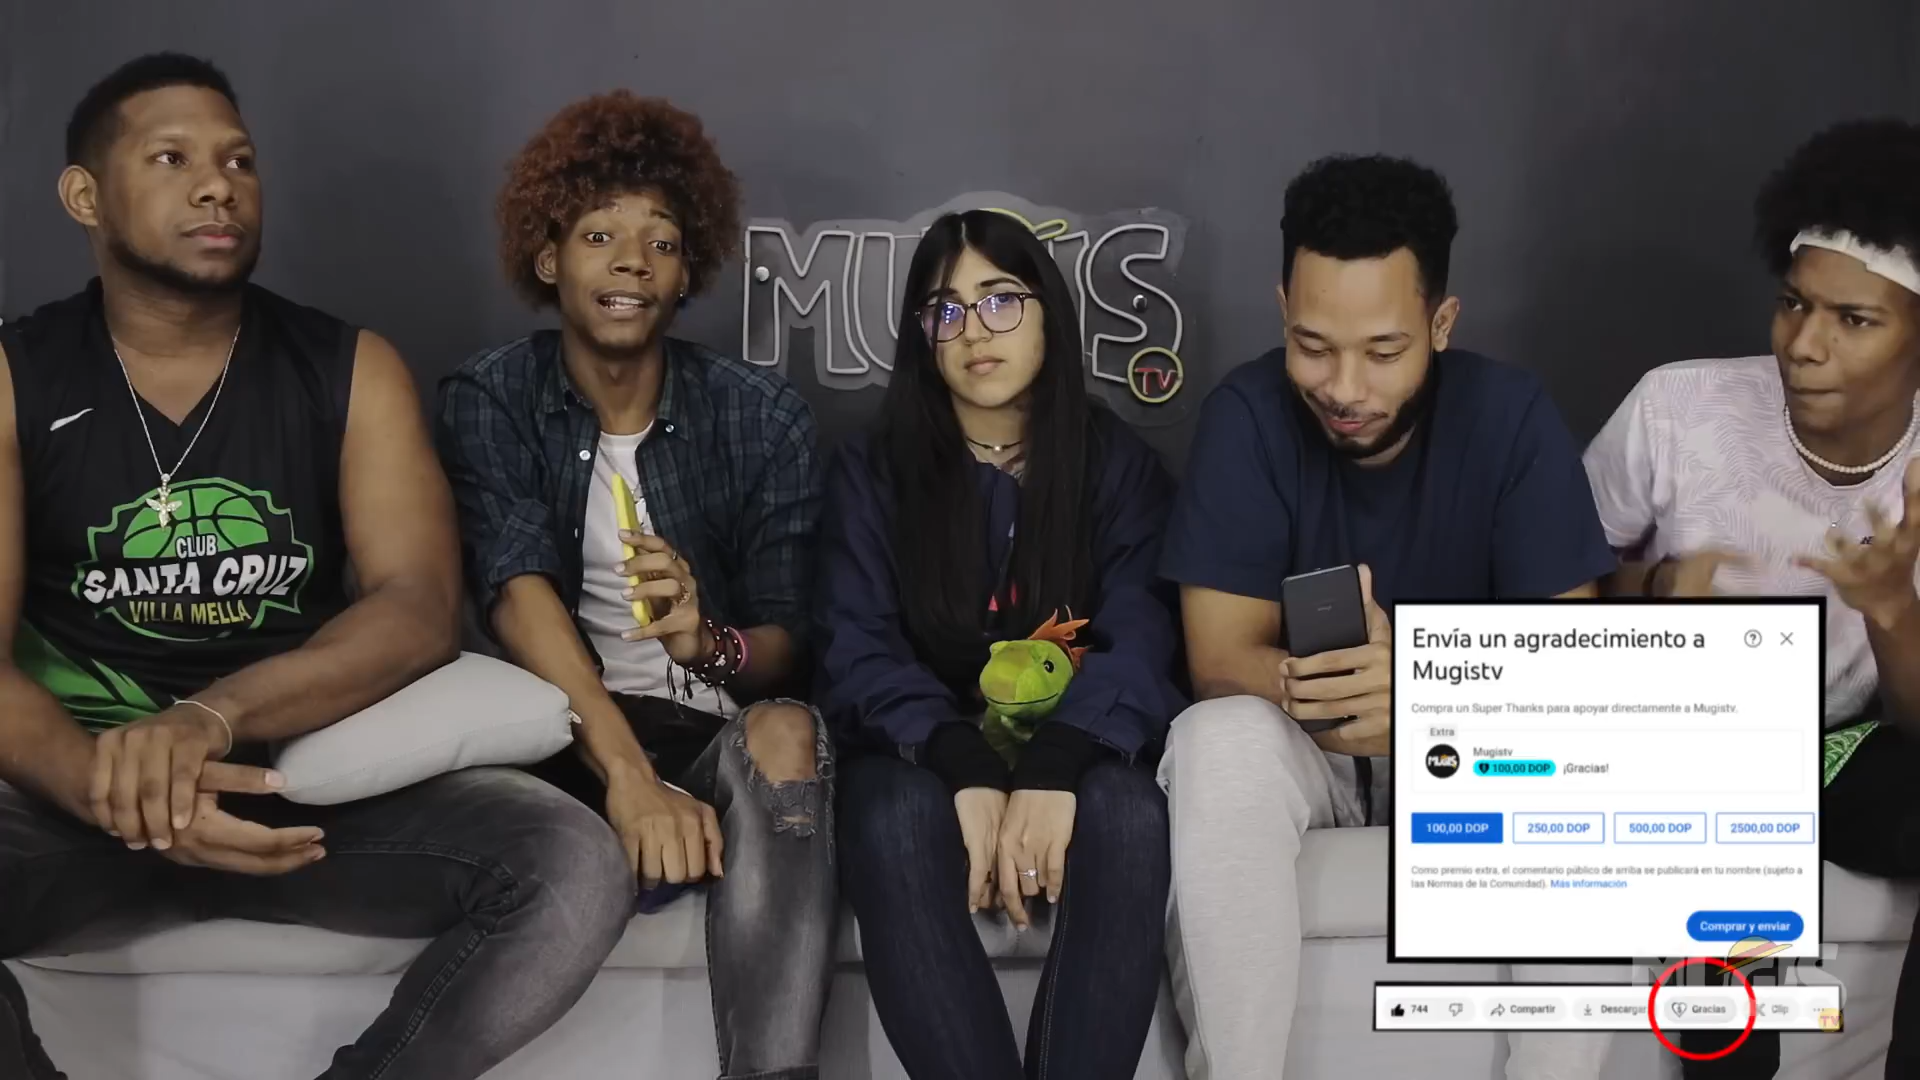 MUGIS
TV
CLUB
SANTA CRUZ
VILLA MELLA
Envía un agradecimiento a
Mugistv
Compra un Super Thanks para apoyar directamente a Mugistv.
Extra
MUGIS
Mugistv
100,00 DOP ¡Gracias!
100,00 DOP 250,00 DOP 500,00 DOP 2500,00 DOP
Como premio extra, el comentario público de arriba se publicará en tu nombre (sujeto a
las Normas de la Comunidad). Más información
Comprar y enviar
MUGIS
TV
744 Compartir Descargar Gracias Clip